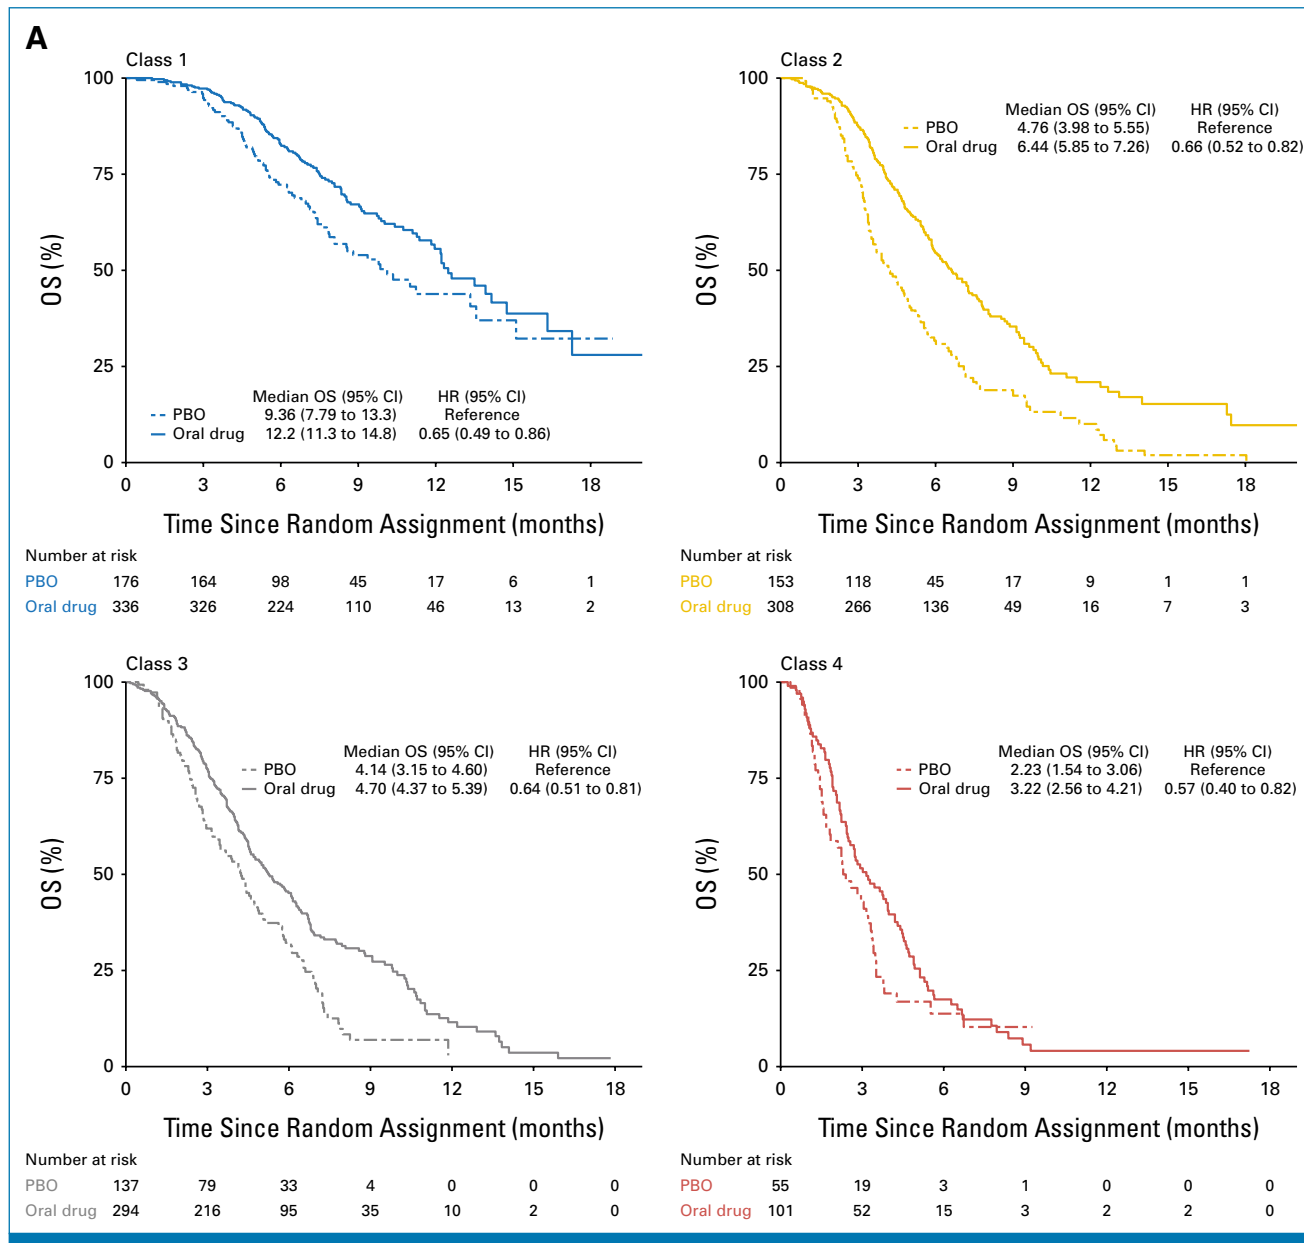 A
Class 1
100
75
50
25
0
OS (%)
Median OS (95% CI) HR (95% CI)
PBO 9.36 (7.79 to 13.3) Reference
Oral drug 12.2 (11.3 to 14.8) 0.65 (0.49 to 0.86)
0 3 6 9 12 15 18
Time Since Random Assignment (months)
Number at risk
PBO 176 164 98 45 17 6 1
Oral drug 336 326 224 110 46 13 2
Class 2
100
75
50
25
0
OS (%)
Median OS (95% CI) HR (95% CI)
PBO 4.76 (3.98 to 5.55) Reference
Oral drug 6.44 (5.85 to 7.26) 0.66 (0.52 to 0.82)
0 3 6 9 12 15 18
Time Since Random Assignment (months)
Number at risk
PBO 153 118 45 17 9 1 1
Oral drug 308 266 136 49 16 7 3
Class 3
100
75
50
25
0
OS (%)
Median OS (95% CI) HR (95% CI)
PBO 4.14 (3.15 to 4.60) Reference
Oral drug 4.70 (4.37 to 5.39) 0.64 (0.51 to 0.81)
0 3 6 9 12 15 18
Time Since Random Assignment (months)
Number at risk
PBO 137 79 33 4 0 0 0
Oral drug 294 216 95 35 10 2 0
Class 4
100
75
50
25
0
OS (%)
Median OS (95% CI) HR (95% CI)
PBO 2.23 (1.54 to 3.06) Reference
Oral drug 3.22 (2.56 to 4.21) 0.57 (0.40 to 0.82)
0 3 6 9 12 15 18
Time Since Random Assignment (months)
Number at risk
PBO 55 19 3 1 0 0 0
Oral drug 101 52 15 3 2 2 0